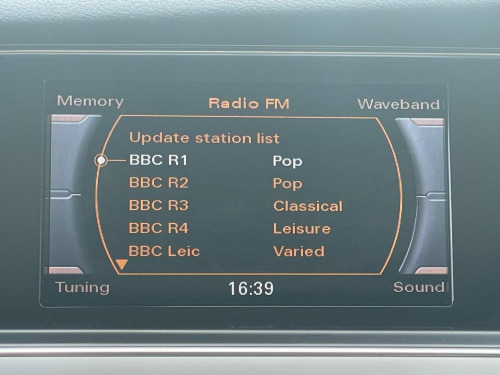 Memory Radio FM Waveband
Update station list
BBC R1 Pop
BBC R2 Pop
BBC R3 Classical
BBC R4 Leisure
BBC Leic Varied
Tuning 16:39 Sound